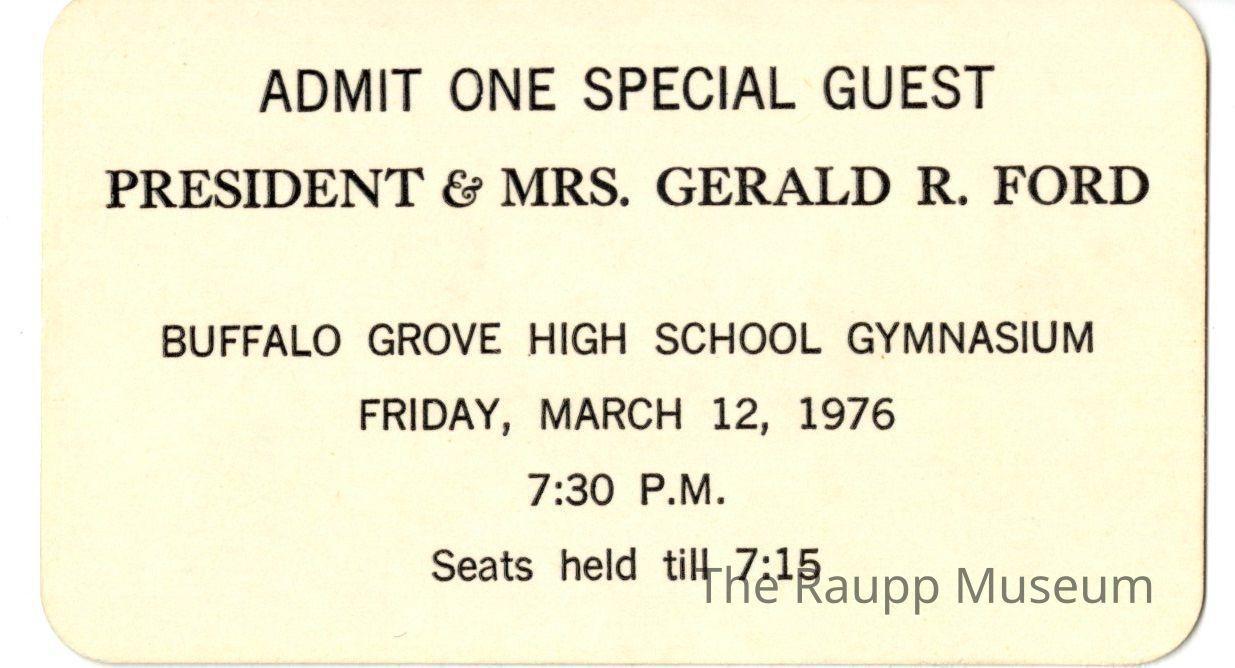 ADMIT ONE SPECIAL GUEST
PRESIDENT & MRS. GERALD R. FORD
BUFFALO GROVE HIGH SCHOOL GYMNASIUM
FRIDAY, MARCH 12, 1976
7:30 P.M.
Seats held till 7:15
The Raupp Museum